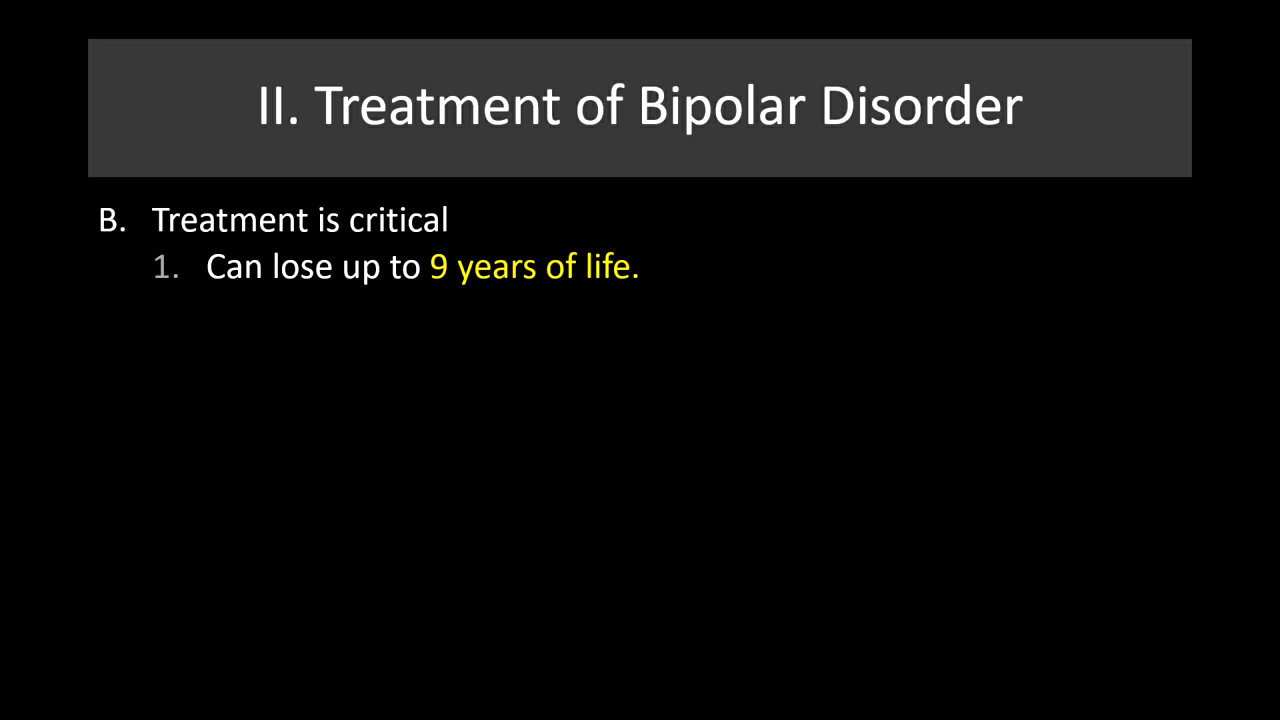 II. Treatment of Bipolar Disorder
B. Treatment is critical
1. Can lose up to 9 years of life.